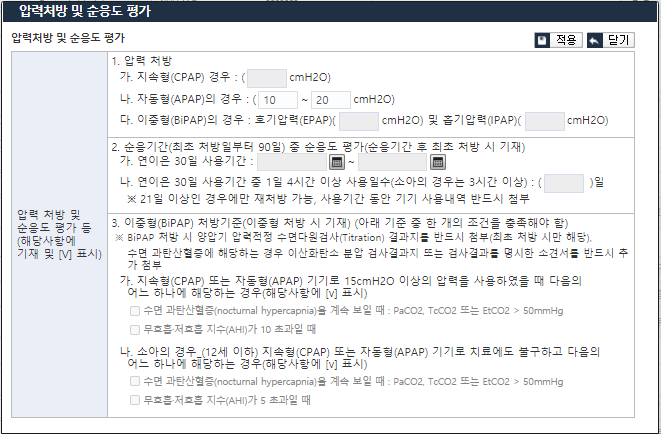 압력처방 및 순응도 평가
압력처방 및 순응도 평가
적용 닫기
압력 처방 및
순응도 평가 등
(해당사항에
기재 및 [V] 표시)
1. 압력 처방
가. 지속형(CPAP) 경우 : ( cmH2O)
나. 자동형(APAP)의 경우 : ( 10 ~ 20 cmH2O)
다. 이중형(BiPAP)의 경우 : 호기압력(EPAP)( cmH2O) 및 흡기압력(IPAP)( cmH2O)
2. 순응기간(최초 처방일부터 90일) 중 순응도 평가(순응기간 후 최초 처방 시 기재)
가. 연이은 30일 사용기간 : ~
나. 연이은 30일 사용기간 중 1일 4시간 이상 사용일수(소아의 경우는 3시간 이상) : ( )일
※ 21일 이상인 경우에만 재처방 가능, 사용기간 동안 기기 사용내역 반드시 첨부
3. 이중형(BiPAP) 처방기준(이중형 처방 시 기재) (아래 기준 중 한 개의 조건을 충족해야 함)
※ BiPAP 처방 시 양압기 압력적정 수면다원검사(Titration) 결과지를 반드시 첨부(최초 처방 시만 해당),
수면 과탄산혈증에 해당하는 경우 이산화탄소 분압 검사결과지 또는 검사결과를 명시한 소견서를 반드시 추
가 첨부
가. 지속형(CPAP) 또는 자동형(APAP) 기기로 15cmH2O 이상의 압력을 사용하였을 때 다음의
어느 하나에 해당하는 경우(해당사항에 [v] 표시)
수면 과탄산혈증(nocturnal hypercapnia)을 계속 보일 때 : PaCO2, TcCO2 또는 EtCO2 > 50mmHg
무호흡·저호흡 지수(AHI)가 10 초과일 때
나. 소아의 경우 (12세 이하) 지속형(CPAP) 또는 자동형(APAP) 기기로 치료에도 불구하고 다음의
어느 하나에 해당하는 경우(해당사항에 [v] 표시)
수면 과탄산혈증(nocturnal hypercapnia)을 계속 보일 때 : PaCO2, TcCO2 또는 EtCO2 > 50mmHg
무호흡·저호흡 지수(AHI)가 5 초과일 때